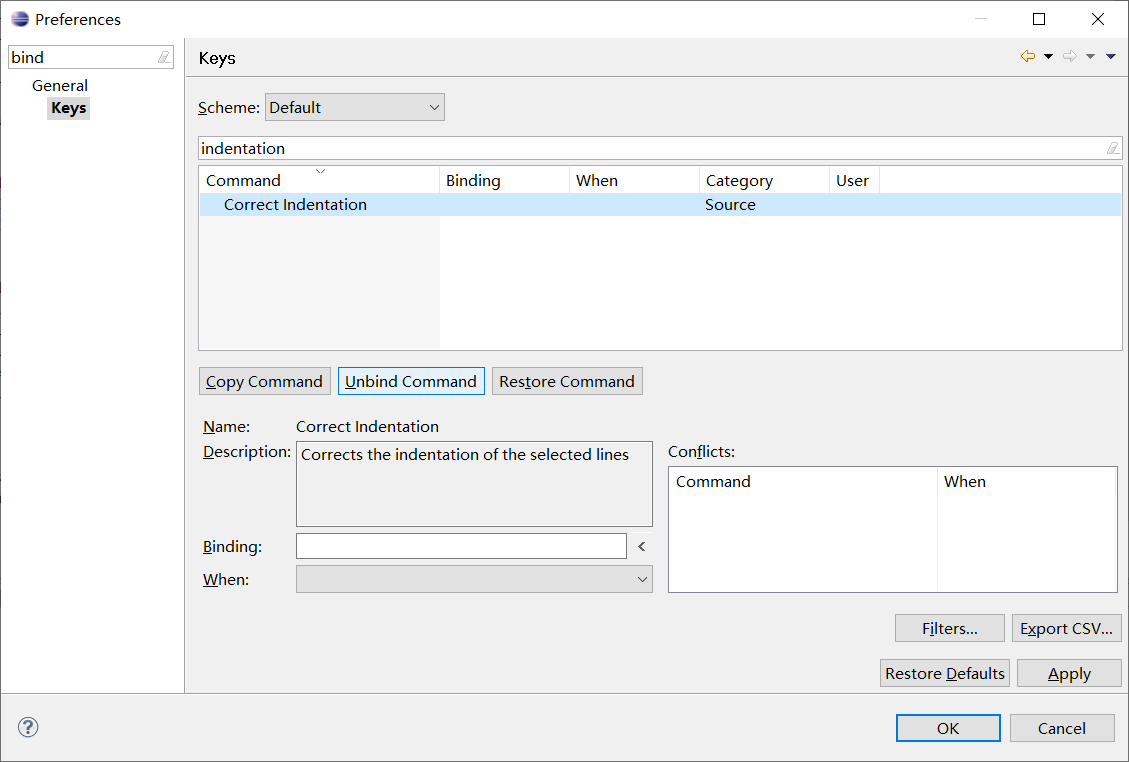 Preferences
bind
General
Keys
Keys
Scheme: Default
indentation
Command Binding When Category User
Correct Indentation Source
Copy Command Unbind Command Restore Command
Name: Correct Indentation
Description: Corrects the indentation of the selected lines
Conflicts:
Command When
Binding:
When:
Filters... Export CSV...
Restore Defaults Apply
? OK Cancel